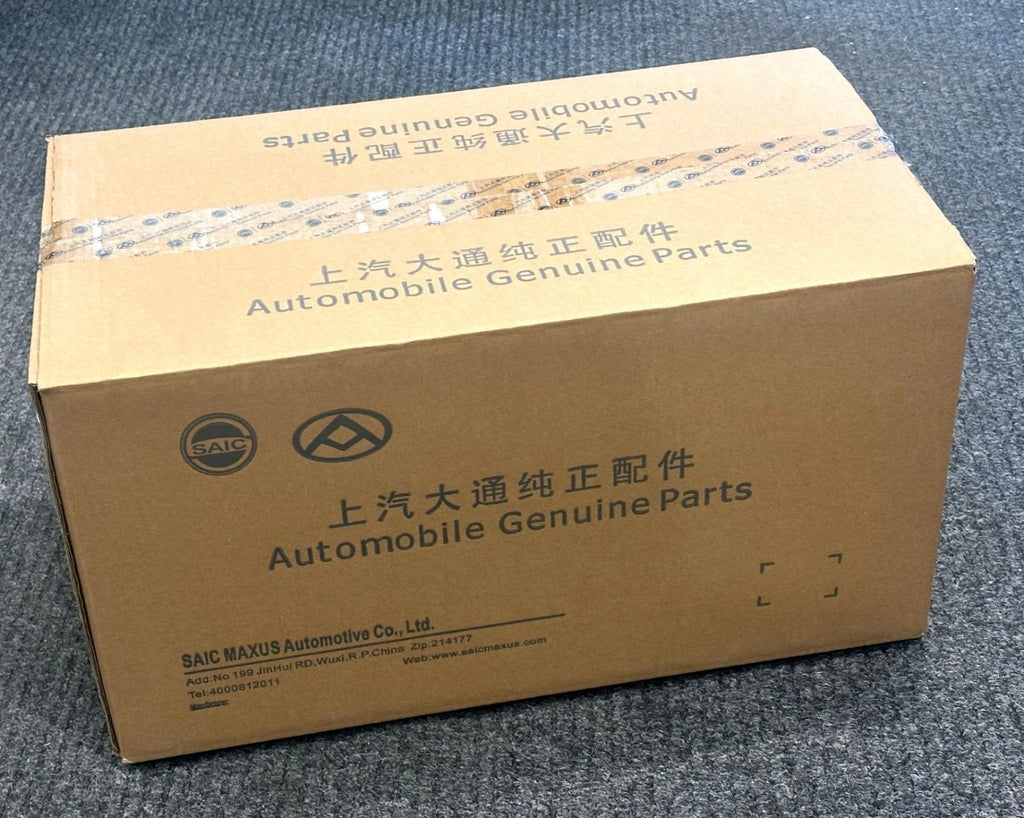 Automobile Genuine Parts
上汽大通纯正配件
上汽大通纯正配件
Automobile Genuine Parts
SAIC
上汽大通纯正配件
Automobile Genuine Parts
SAIC MAXUS Automotive Co., Ltd.
Add:No 199 JinHui RD,Wuxi,R.P,China Zip:214177
Tel:4000812011 Web:www.saicmaxus.com